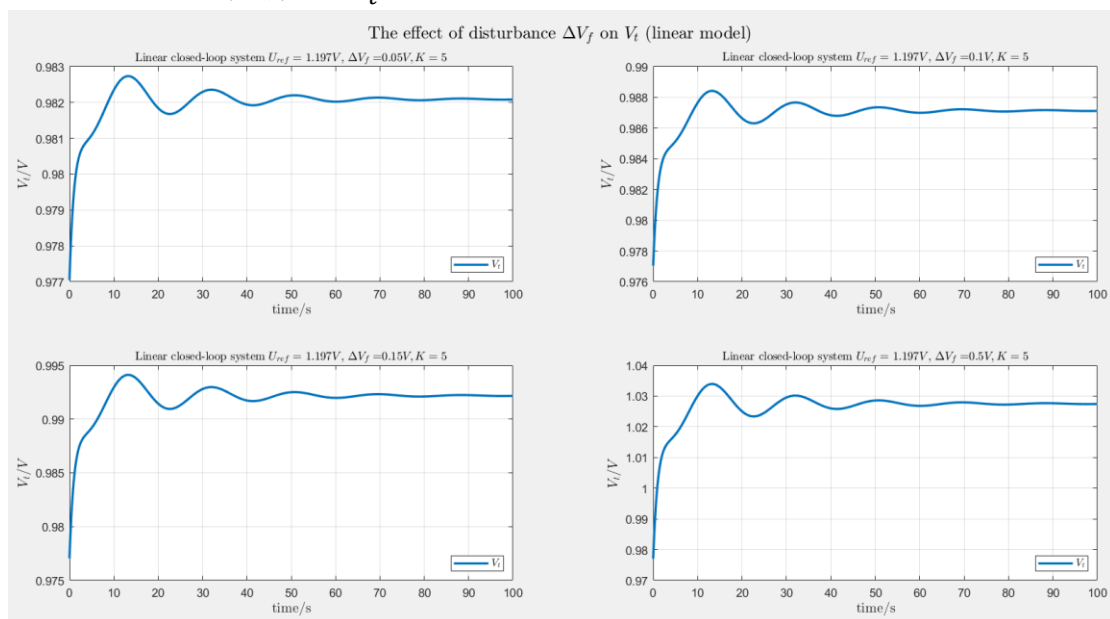 t
The effect of disturbance ΔV_f on V_t (linear model)
Linear closed-loop system U_ref = 1.197V, ΔV_f =0.05V, K = 5
0.983
0.982
0.981
0.98
0.979
0.978
0.977
V_t/V
0 10 20 30 40 50 60 70 80 90 100
time/s
V_t
Linear closed-loop system U_ref = 1.197V, ΔV_f =0.1V, K = 5
0.99
0.988
0.986
0.984
0.982
0.98
0.978
0.976
V_t/V
0 10 20 30 40 50 60 70 80 90 100
time/s
V_t
Linear closed-loop system U_ref = 1.197V, ΔV_f =0.15V, K = 5
0.995
0.99
0.985
0.98
0.975
V_t/V
0 10 20 30 40 50 60 70 80 90 100
time/s
V_t
Linear closed-loop system U_ref = 1.197V, ΔV_f =0.5V, K = 5
1.04
1.03
1.02
1.01
1
0.99
0.98
0.97
V_t/V
0 10 20 30 40 50 60 70 80 90 100
time/s
V_t